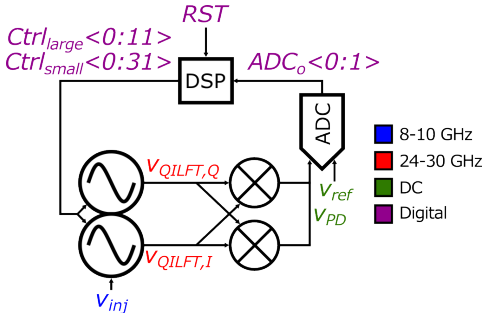 RST
Ctrl_large<0:11>
Ctrl_small<0:31>
ADC_o<0:1>
DSP
ADC
8-10 GHz
24-30 GHz
DC
Digital
v_QILFT,Q
v_ref
v_PD
v_QILFT,I
v_inj